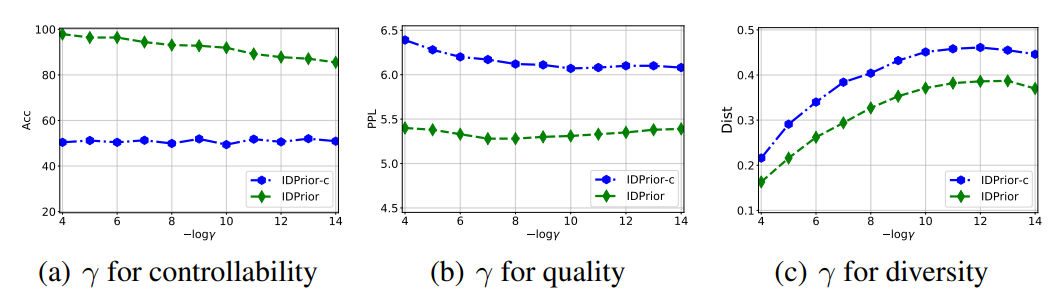 100
80
60
40
20
Acc
4 6 8 10 12 14
−logγ
IDPrior-c
IDPrior
(a) γ for controllability
6.5
6.0
5.5
5.0
4.5
PPL
4 6 8 10 12 14
−logγ
IDPrior-c
IDPrior
(b) γ for quality
0.5
0.4
0.3
0.2
0.1
Dist
4 6 8 10 12 14
−logγ
IDPrior-c
IDPrior
(c) γ for diversity